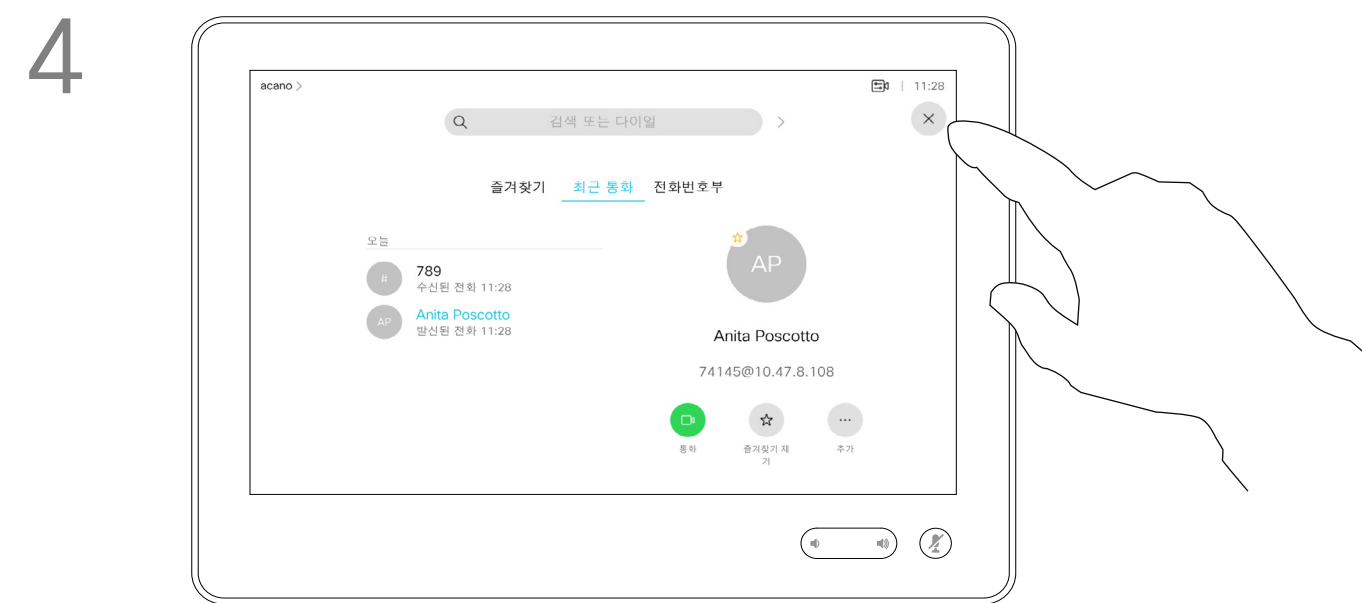 4
acano >
11:28
검색 또는 다이얼 >
즐겨찾기 최근 통화 전화번호부
오늘
# 789
수신된 전화 11:28
AP Anita Poscotto
발신된 전화 11:28
AP
Anita Poscotto
74145@10.47.8.108
통화
즐겨찾기 제
거
추가